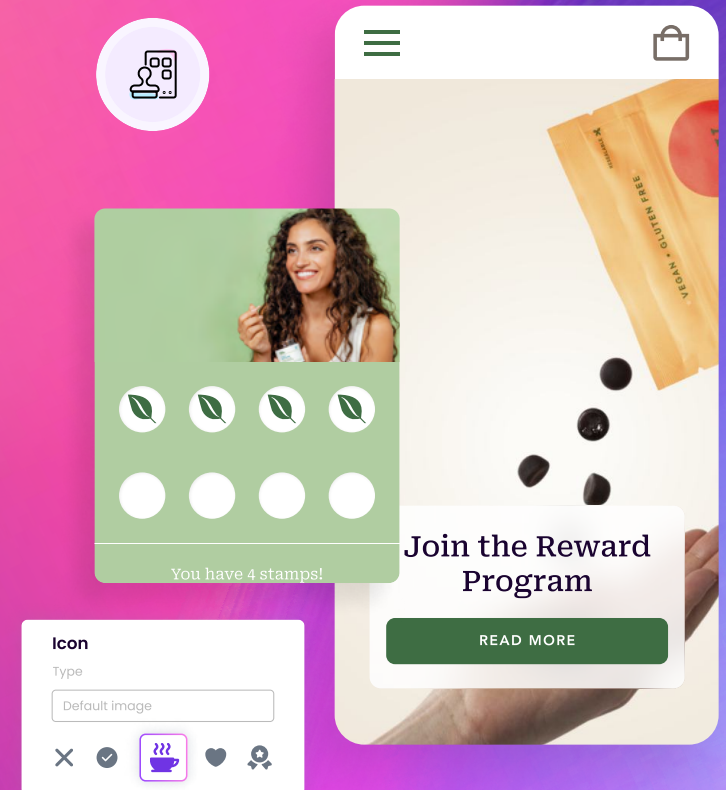 VEGAN • GLUTEN FREE
You have 4 stamps!
Join the Reward
Program
READ MORE
Icon
Type
Default image